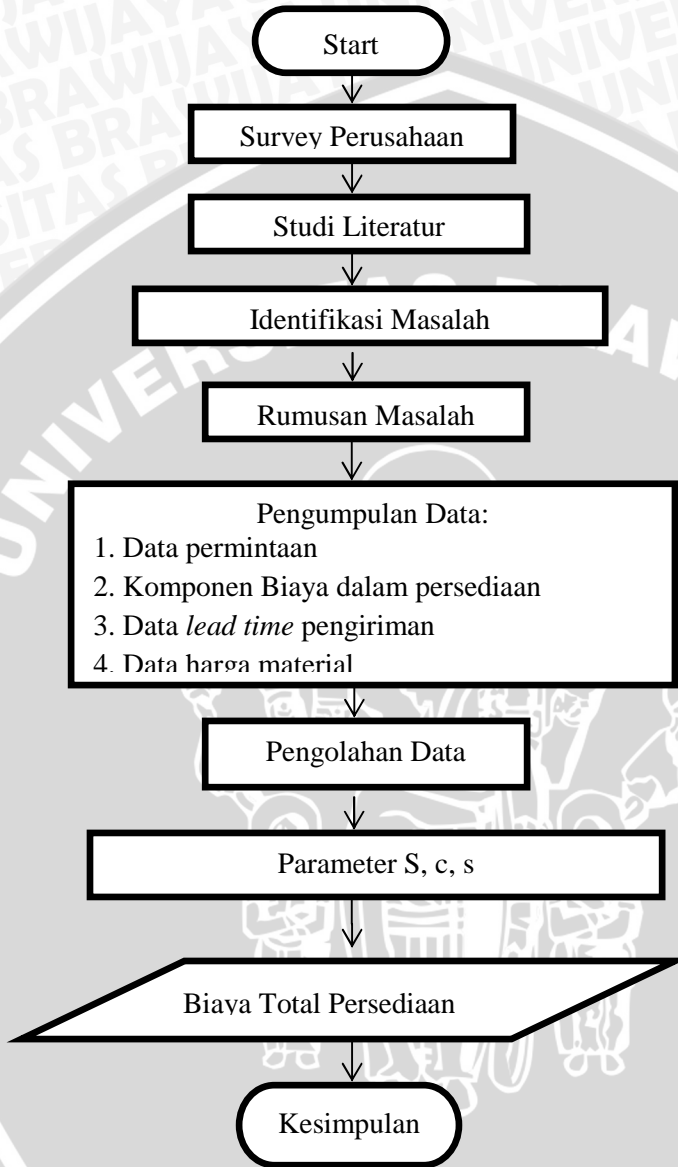 Start
Survey Perusahaan
Studi Literatur
Identifikasi Masalah
Rumusan Masalah
Pengumpulan Data:
1. Data permintaan
2. Komponen Biaya dalam persediaan
3. Data lead time pengiriman
4. Data harga material
Pengolahan Data
Parameter S, c, s
Biaya Total Persediaan
Kesimpulan